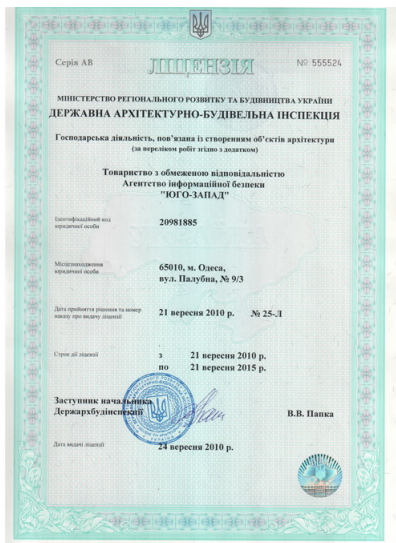 Серія АВ
ЛІЦЕНЗІЯ
№ 555524
МІНІСТЕРСТВО РЕГІОНАЛЬНОГО РОЗВИТКУ ТА БУДІВНИЦТВА УКРАЇНИ
ДЕРЖАВНА АРХІТЕКТУРНО-БУДІВЕЛЬНА ІНСПЕКЦІЯ
Господарська діяльність, пов'язана із створенням об'єктів архітектури
(за переліком робіт згідно з додатком)
Товариство з обмеженою відповідальністю
Агентство інформаційної безпеки
"ЮГО-ЗАПАД"
Ідентифікаційний код
юридичної особи
20981885
Місцезнаходження
юридичної особи
65010, м. Одеса,
вул. Палубна, № 9/3
Дата прийняття рішення та номер
наказу про видачу ліцензії
21 вересня 2010 р. № 25-Л
Строк дії ліцензії
з 21 вересня 2010 р.
по 21 вересня 2015 р.
Заступник начальника
Держархбудінспекції
В.В. Папка
Дата видачі ліцензії
24 вересня 2010 р.